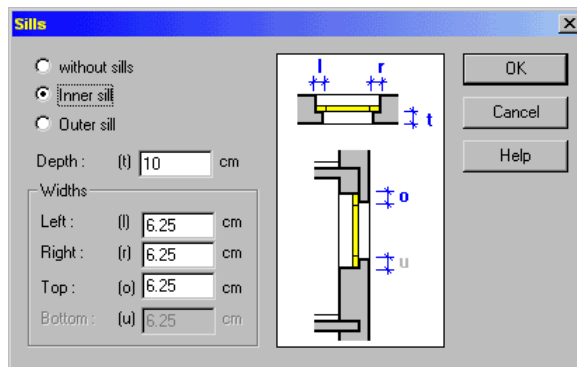 Sills
without sills
Inner sill
Outer sill
Depth : (t) 10 cm
Widths
Left : (l) 6.25 cm
Right : (r) 6.25 cm
Top : (o) 6.25 cm
Bottom : (u) 6.25 cm
l r
t
o
u
OK
Cancel
Help